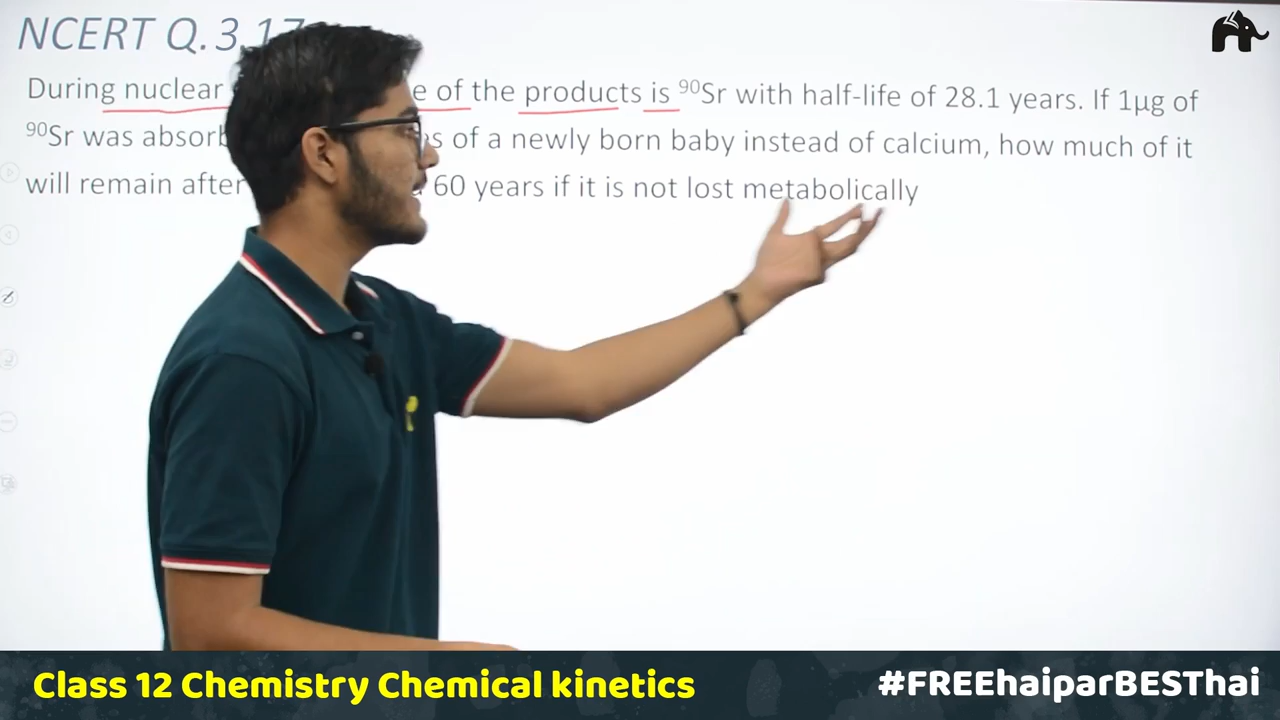 NCERT Q.3.17
During nuclear e of the products is ⁹⁰Sr with half-life of 28.1 years. If 1µg of
⁹⁰Sr was absorb s of a newly born baby instead of calcium, how much of it
will remain after 60 years if it is not lost metabolically
Class 12 Chemistry Chemical kinetics
#FREEhaiparBESThai